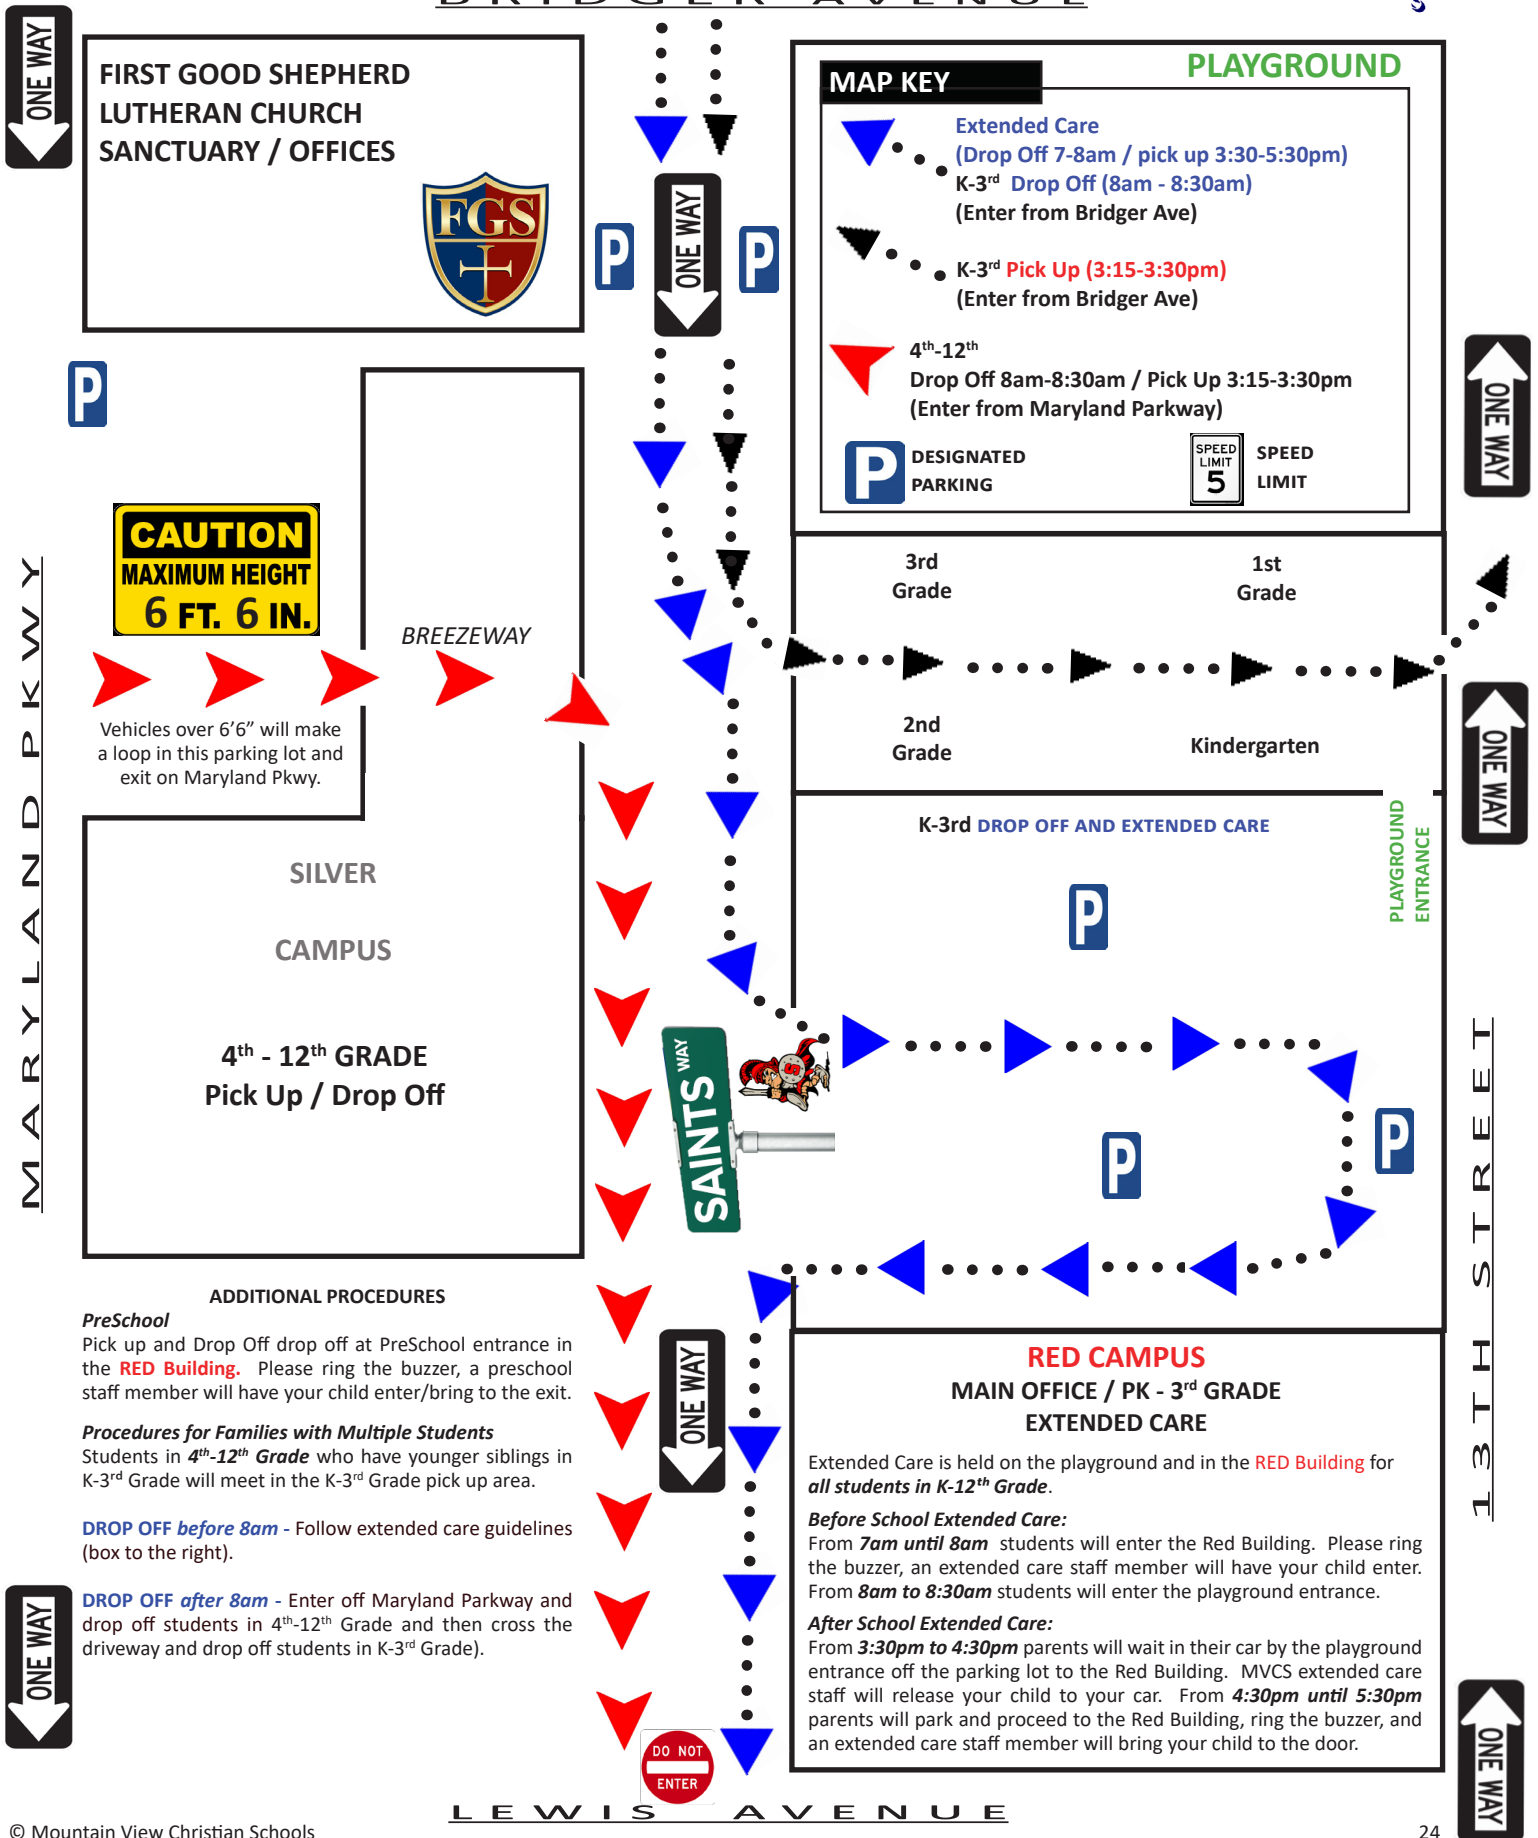 BRIDGER AVENUE
ONE WAY
FIRST GOOD SHEPHERD
LUTHERAN CHURCH
SANCTUARY / OFFICES
FGS
P
ONE WAY
P
PLAYGROUND
MAP KEY
Extended Care
(Drop Off 7-8am / pick up 3:30-5:30pm)
K-3rd Drop Off (8am - 8:30am)
(Enter from Bridger Ave)
K-3rd Pick Up (3:15-3:30pm)
(Enter from Bridger Ave)
4th-12th
Drop Off 8am-8:30am / Pick Up 3:15-3:30pm
(Enter from Maryland Parkway)
P
DESIGNATED
PARKING
SPEED
LIMIT
5
SPEED
LIMIT
ONE WAY
P
CAUTION
MAXIMUM HEIGHT
6 FT. 6 IN.
BREEZEWAY
Vehicles over 6’6” will make
a loop in this parking lot and
exit on Maryland Pkwy.
MARYLAND PKWY
3rd
Grade
1st
Grade
2nd
Grade
Kindergarten
ONE WAY
K-3rd DROP OFF AND EXTENDED CARE
PLAYGROUND
ENTRANCE
P
SILVER
CAMPUS
4th - 12th GRADE
Pick Up / Drop Off
SAINTS WAY
S
P
P
13TH STREET
ADDITIONAL PROCEDURES
PreSchool
Pick up and Drop Off drop off at PreSchool entrance in
the RED Building. Please ring the buzzer, a preschool
staff member will have your child enter/bring to the exit.
Procedures for Families with Multiple Students
Students in 4th-12th Grade who have younger siblings in
K-3rd Grade will meet in the K-3rd Grade pick up area.
DROP OFF before 8am - Follow extended care guidelines
(box to the right).
DROP OFF after 8am - Enter off Maryland Parkway and
drop off students in 4th-12th Grade and then cross the
driveway and drop off students in K-3rd Grade).
ONE WAY
ONE WAY
RED CAMPUS
MAIN OFFICE / PK - 3rd GRADE
EXTENDED CARE
Extended Care is held on the playground and in the RED Building for
all students in K-12th Grade.
Before School Extended Care:
From 7am until 8am students will enter the Red Building. Please ring
the buzzer, an extended care staff member will have your child enter.
From 8am to 8:30am students will enter the playground entrance.
After School Extended Care:
From 3:30pm to 4:30pm parents will wait in their car by the playground
entrance off the parking lot to the Red Building. MVCS extended care
staff will release your child to your car. From 4:30pm until 5:30pm
parents will park and proceed to the Red Building, ring the buzzer, and
an extended care staff member will bring your child to the door.
DO NOT
ENTER
ONE WAY
LEWIS AVENUE
© Mountain View Christian Schools
24